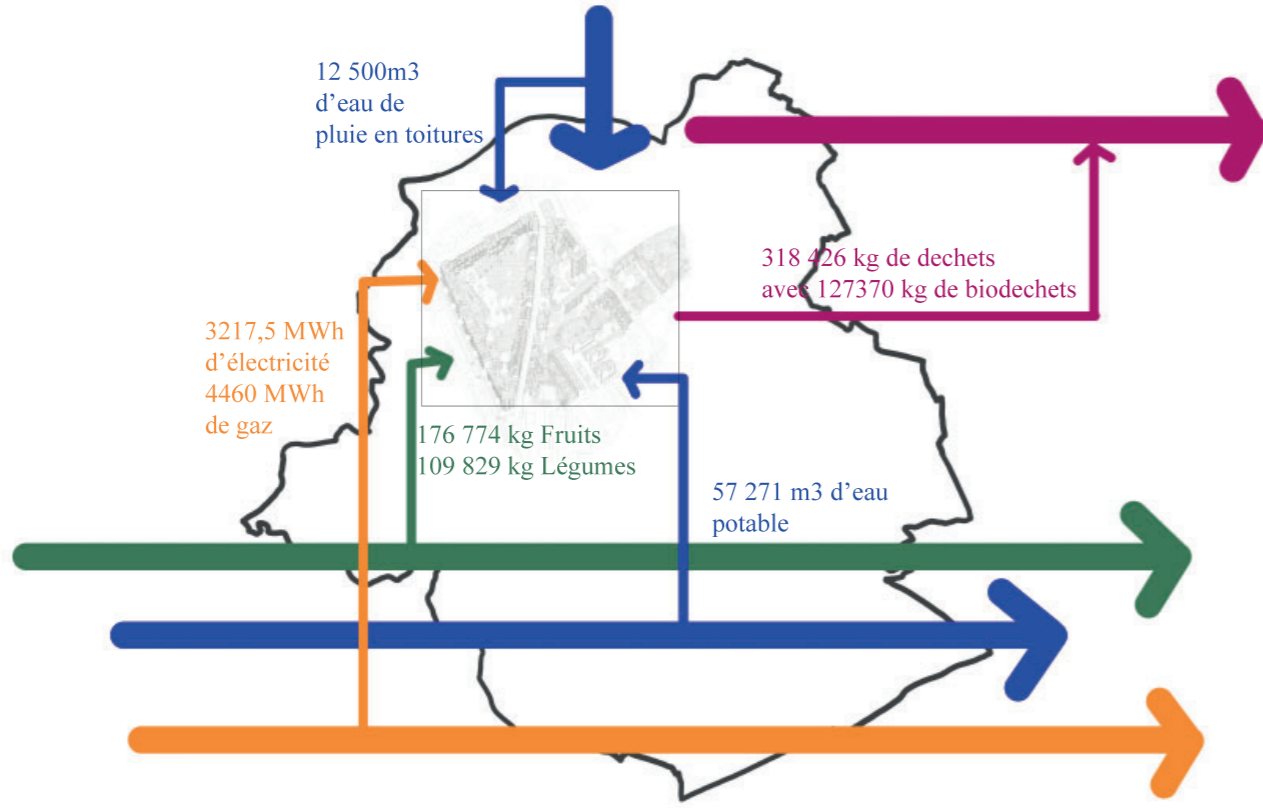 12 500m3
d’eau de
pluie en toitures
318 426 kg de dechets
avec 127370 kg de biodechets
3217,5 MWh
d’électricité
4460 MWh
de gaz
176 774 kg Fruits
109 829 kg Légumes
57 271 m3 d’eau
potable